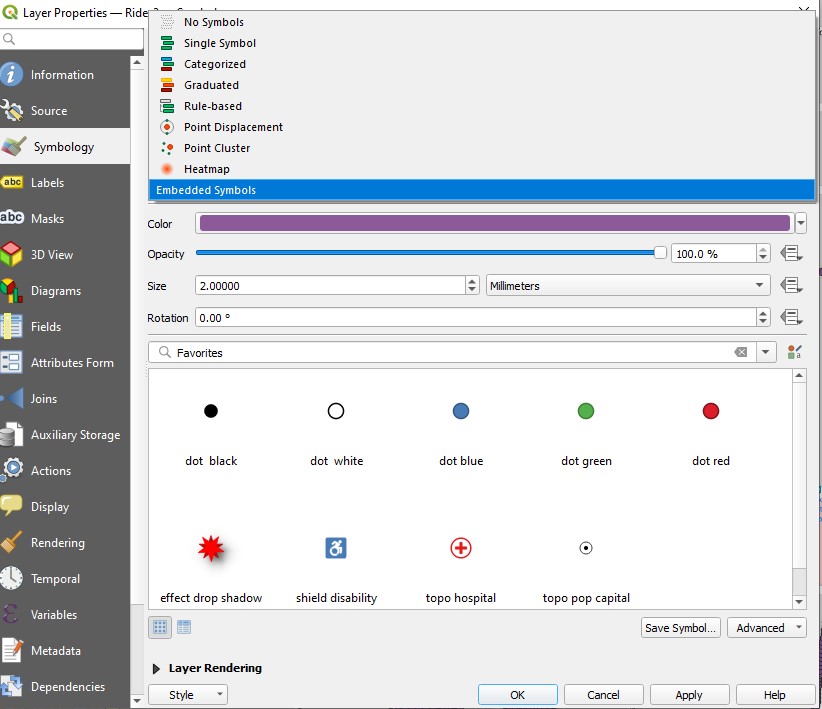 Layer Properties — Ride
No Symbols
Single Symbol
Categorized
Graduated
Rule-based
Point Displacement
Point Cluster
Heatmap
Embedded Symbols
Information
Source
Symbology
abc Labels
abc Masks
3D View
Diagrams
Fields
Attributes Form
Joins
Auxiliary Storage
Actions
Display
Rendering
Temporal
Variables
Metadata
Dependencies
Color
Opacity 100.0 %
Size 2.00000 Millimeters
Rotation 0.00 °
Favorites
dot  black dot  white dot blue dot green dot red
effect drop shadow shield disability topo hospital topo pop capital
Save Symbol... Advanced
Layer Rendering
Style OK Cancel Apply Help